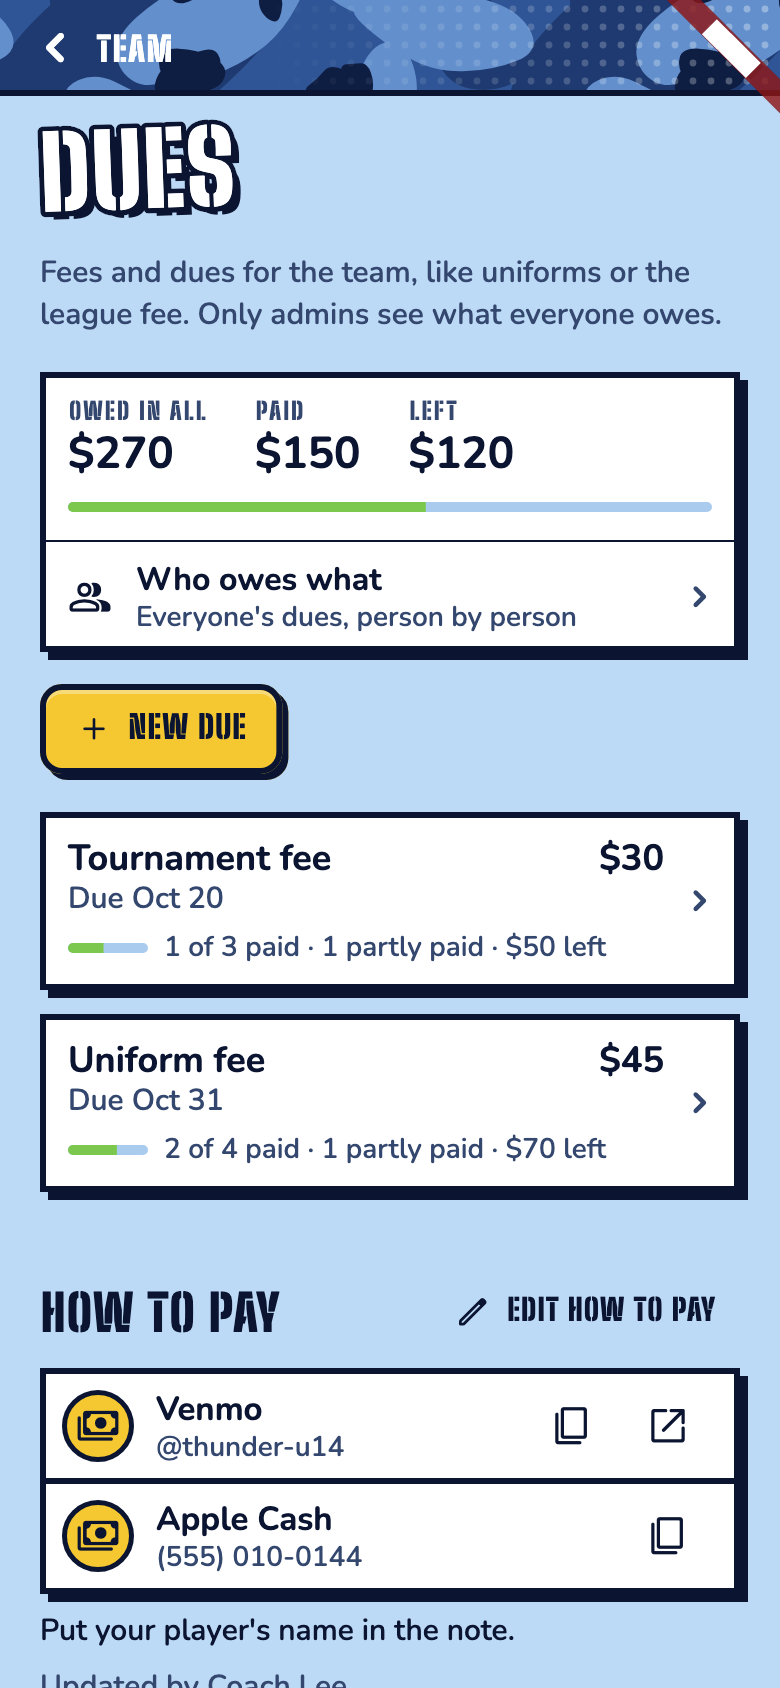 TEAM
DUES
Fees and dues for the team, like uniforms or the
league fee. Only admins see what everyone owes.
OWED IN ALL PAID LEFT
$270 $150 $120
Who owes what
Everyone's dues, person by person
NEW DUE
Tournament fee $30
Due Oct 20
1 of 3 paid · 1 partly paid · $50 left
Uniform fee $45
Due Oct 31
2 of 4 paid · 1 partly paid · $70 left
HOW TO PAY EDIT HOW TO PAY
Venmo
@thunder-u14
Apple Cash
(555) 010-0144
Put your player's name in the note.
Updated by Coach Lee